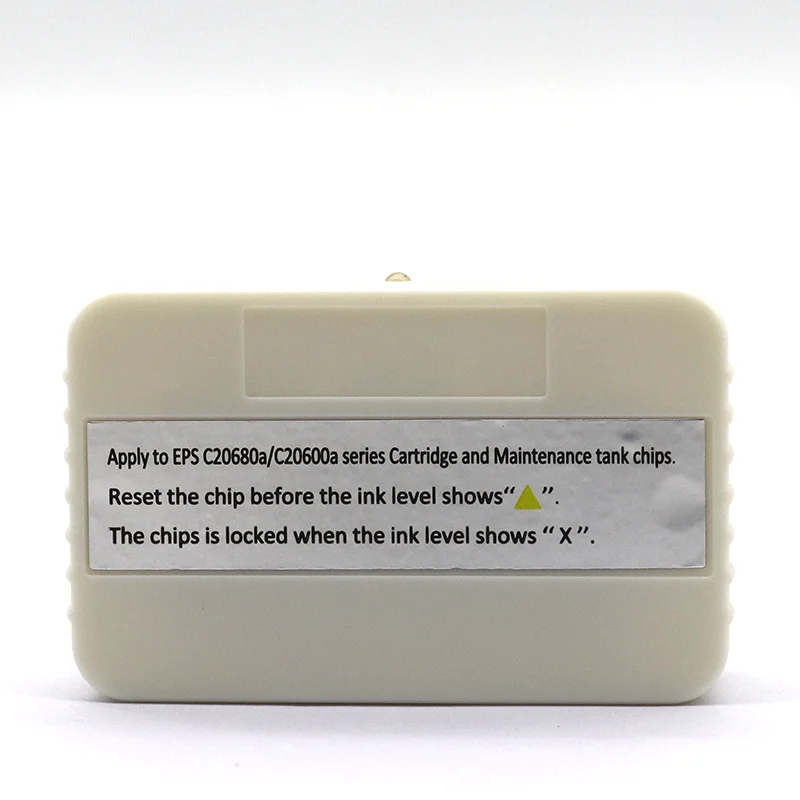 Apply to EPS C20680a/C20600a series Cartridge and Maintenance tank chips.
Reset the chip before the ink level shows“▲”.
The chips is locked when the ink level shows “ X ”.